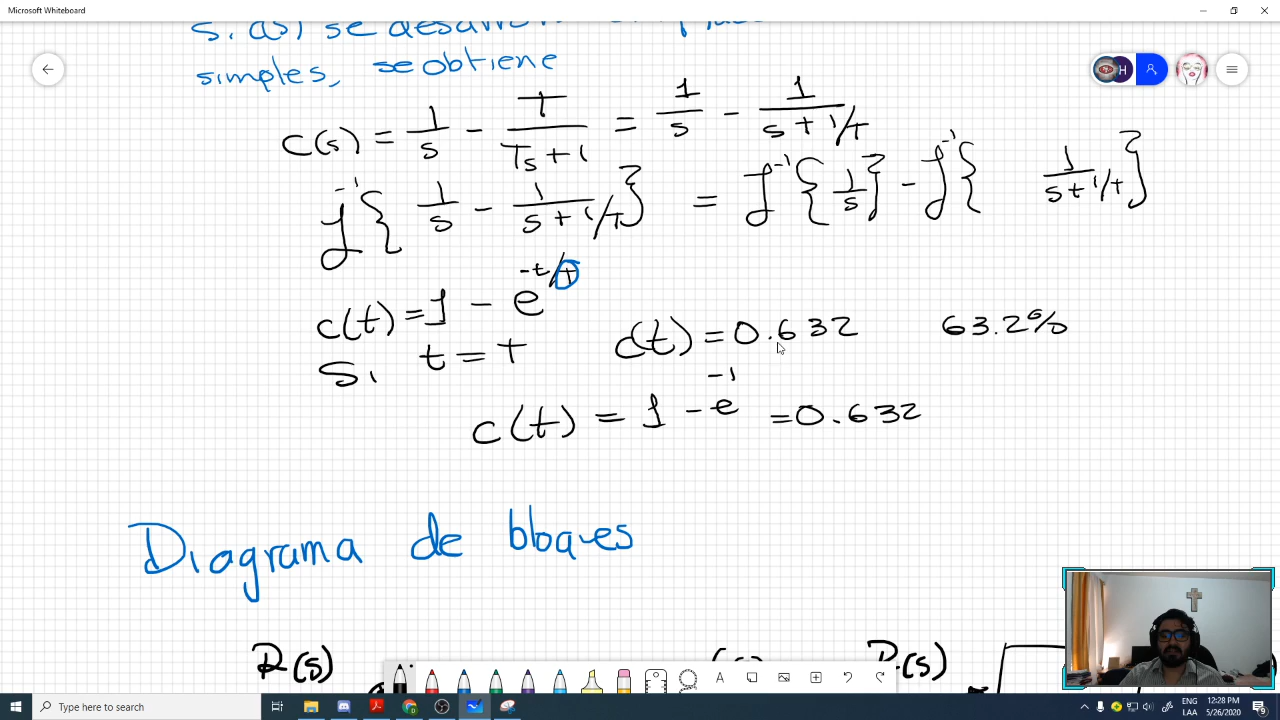 Microsoft Whiteboard
simples, se obtiene
C(s) = 1/s - T/(Ts+1) = 1/s - 1/(s+1/T)
ℒ⁻¹{ 1/s - 1/(s+1/T) } = ℒ⁻¹{ 1/s } - ℒ⁻¹{ 1/(s+1/T) }
c(t) = 1 - e^(-t/T)
c(t) = 0.632 63.2%
Si t = T
c(t) = 1 - e⁻¹ = 0.632
Diagrama de bloques
R(s) R(s)
Type here to search
ENG 12:28 PM
LAA 5/26/2020